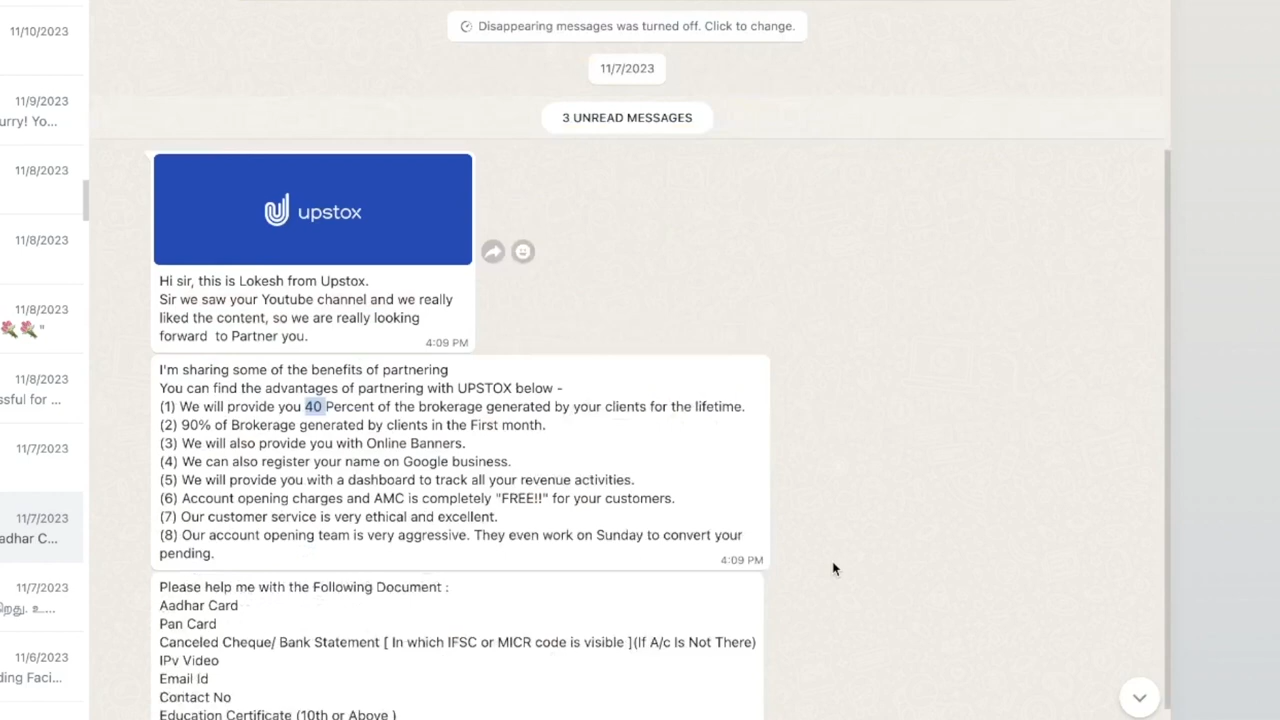 11/10/2023
11/9/2023
urry! Yo...
11/8/2023
11/8/2023
11/8/2023
"
11/8/2023
ssful for ...
11/7/2023
11/7/2023
adhar C...
11/7/2023
கிறது. உ.....
11/6/2023
ding Faci...
Disappearing messages was turned off. Click to change.
11/7/2023
3 UNREAD MESSAGES
upstox
Hi sir, this is Lokesh from Upstox.
Sir we saw your Youtube channel and we really
liked the content, so we are really looking
forward to Partner you.
4:09 PM
I'm sharing some of the benefits of partnering
You can find the advantages of partnering with UPSTOX below -
(1) We will provide you 40 Percent of the brokerage generated by your clients for the lifetime.
(2) 90% of Brokerage generated by clients in the First month.
(3) We will also provide you with Online Banners.
(4) We can also register your name on Google business.
(5) We will provide you with a dashboard to track all your revenue activities.
(6) Account opening charges and AMC is completely "FREE!!" for your customers.
(7) Our customer service is very ethical and excellent.
(8) Our account opening team is very aggressive. They even work on Sunday to convert your
pending.
4:09 PM
Please help me with the Following Document :
Aadhar Card
Pan Card
Canceled Cheque/ Bank Statement [ In which IFSC or MICR code is visible ](If A/c Is Not There)
IPv Video
Email Id
Contact No
Education Certificate (10th or Above )